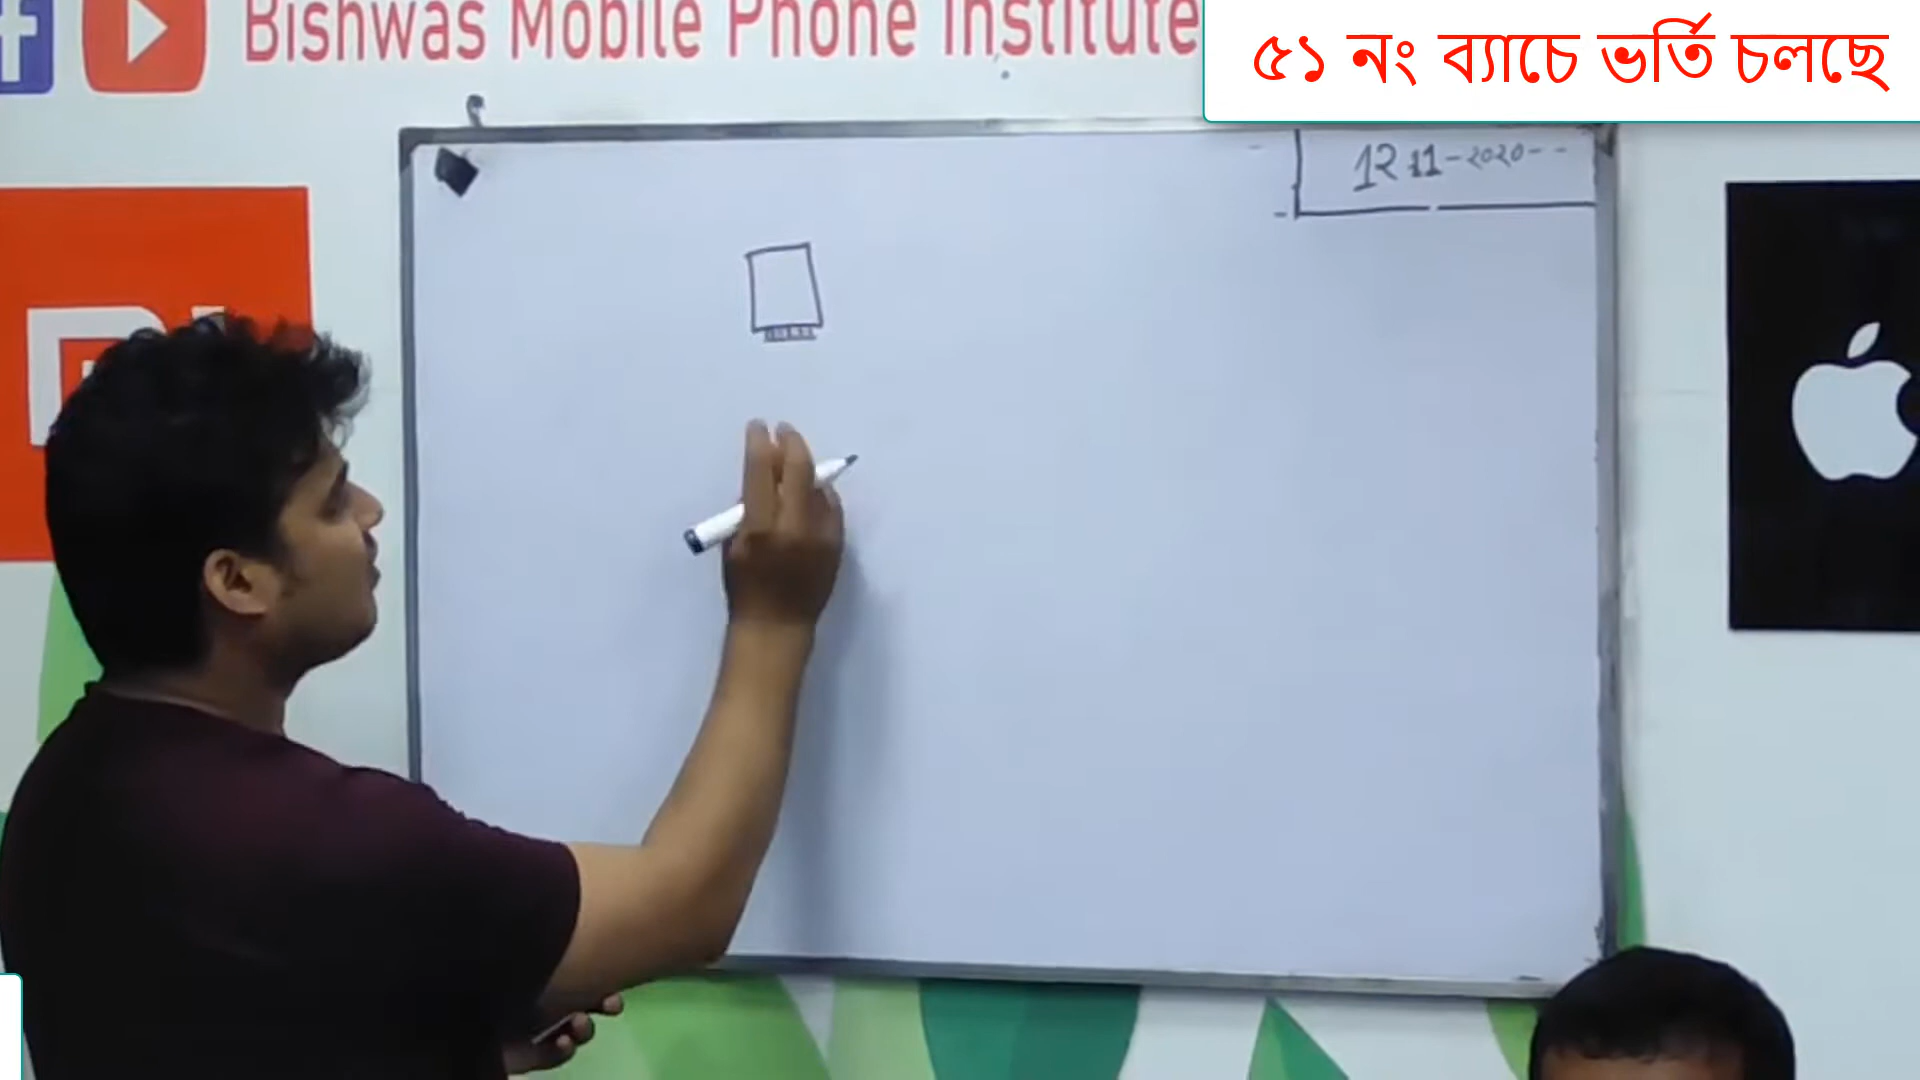 Bishwas Mobile Phone Institute
৫১ নং ব্যাচে ভর্তি চলছে
12 11-2020--